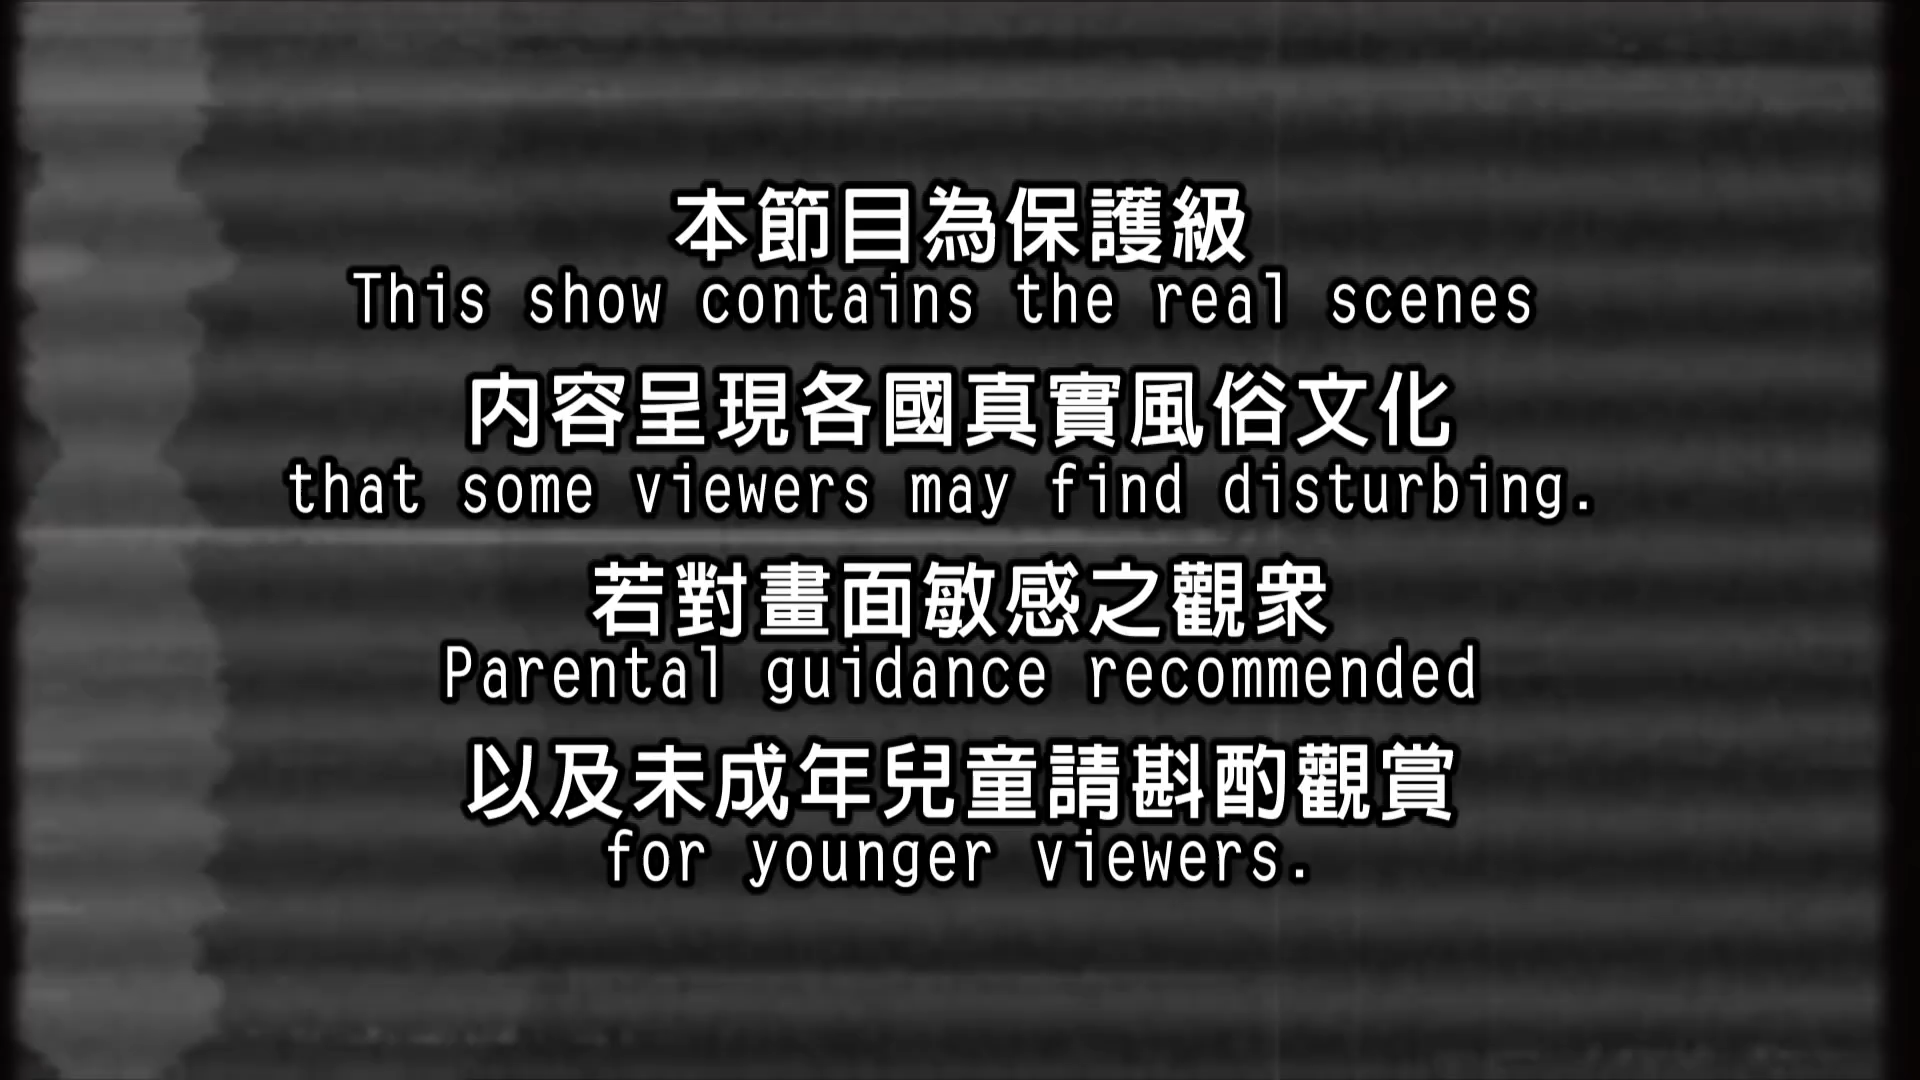 本節目為保護級
This show contains the real scenes
内容呈現各國真實風俗文化
that some viewers may find disturbing.
若對畫面敏感之觀眾
Parental guidance recommended
以及未成年兒童請斟酌觀賞
for younger viewers.